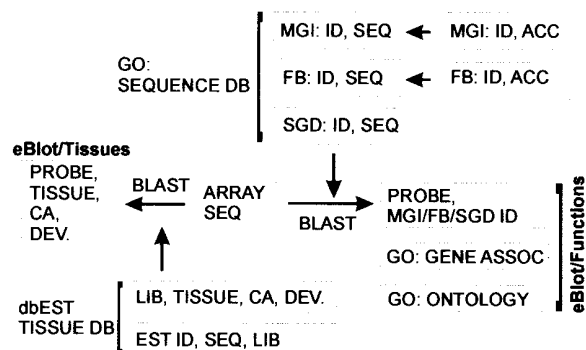 MGI: ID, SEQ
MGI: ID, ACC
GO:
SEQUENCE DB
FB: ID, SEQ
FB: ID, ACC
SGD: ID, SEQ
eBlot/Tissues
PROBE,
TISSUE,
CA,
DEV.
BLAST
ARRAY
SEQ
BLAST
PROBE,
MGI/FB/SGD ID
GO: GENE ASSOC
GO: ONTOLOGY
eBlot/Functions
dbEST
TISSUE DB
LIB, TISSUE, CA, DEV.
EST ID, SEQ, LIB